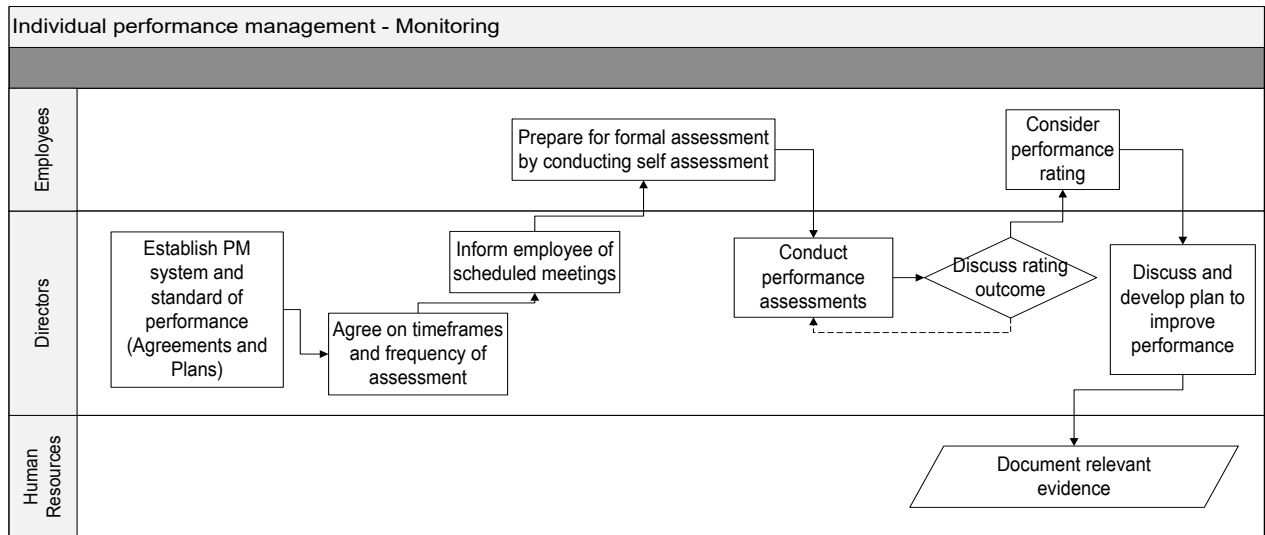 Individual performance management - Monitoring
Employees
Prepare for formal assessment
by conducting self assessment
Consider
performance
rating
Directors
Establish PM
system and
standard of
performance
(Agreements and
Plans)
Agree on timeframes
and frequency of
assessment
Inform employee of
scheduled meetings
Conduct
performance
assessments
Discuss rating
outcome
Discuss and
develop plan to
improve
performance
Human
Resources
Document relevant
evidence